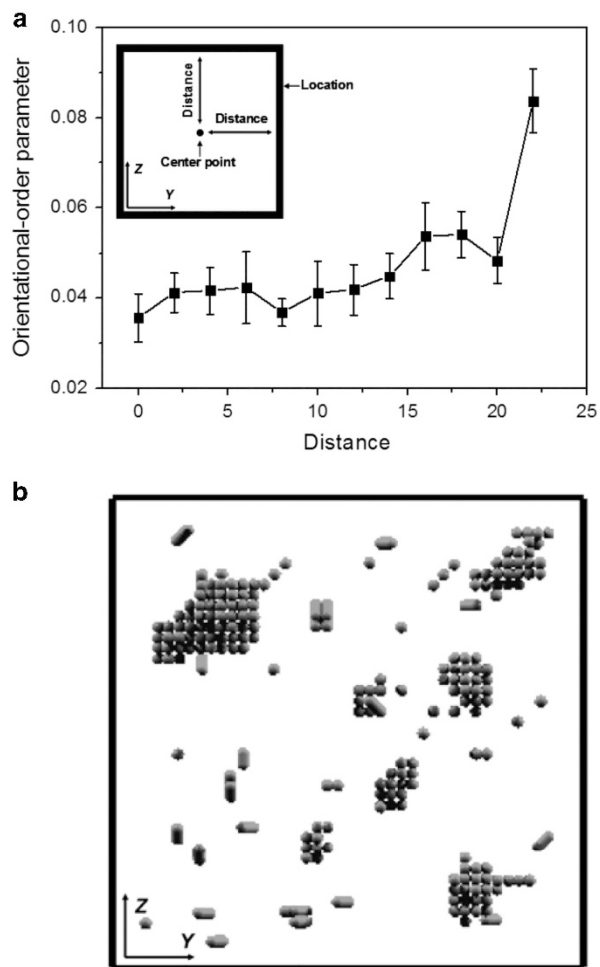 a
0.10
0.08
0.06
0.04
0.02
Orientational-order parameter
Distance
Distance
Location
Center point
Z
Y
0 5 10 15 20 25
Distance
b
Z
Y